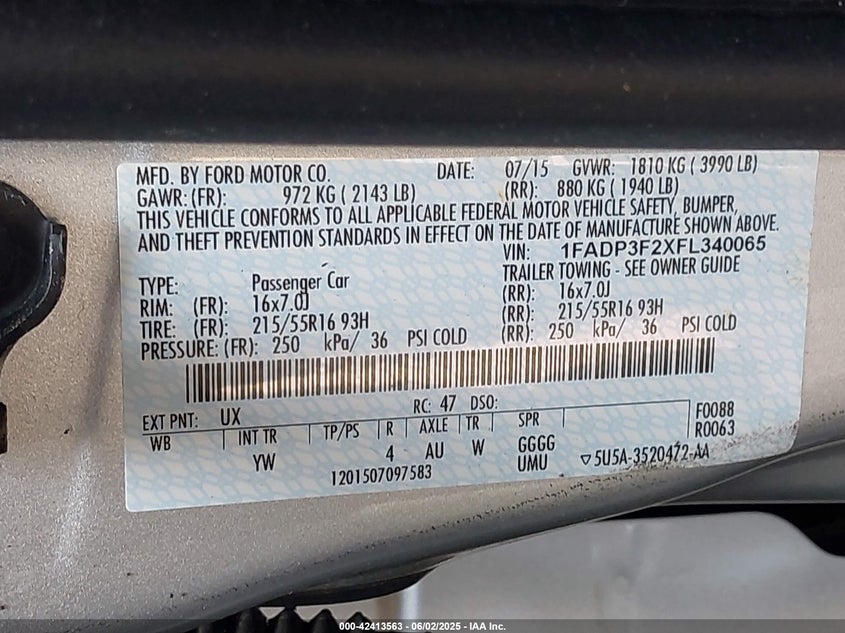 MFD. BY FORD MOTOR CO. DATE: 07/15 GVWR: 1810 KG ( 3990 LB)
GAWR: (FR): 972 KG ( 2143 LB) (RR): 880 KG ( 1940 LB)
THIS VEHICLE CONFORMS TO ALL APPLICABLE FEDERAL MOTOR VEHICLE SAFETY, BUMPER,
AND THEFT PREVENTION STANDARDS IN EFFECT ON THE DATE OF MANUFACTURE SHOWN ABOVE.
VIN: 1FADP3F2XFL340065
TYPE: Passenger Car TRAILER TOWING - SEE OWNER GUIDE
RIM: (FR): 16x7.0J (RR): 16x7.0J
TIRE: (FR): 215/55R16 93H (RR): 215/55R16 93H
PRESSURE: (FR): 250 kPa/ 36 PSI COLD (RR): 250 kPa/ 36 PSI COLD
EXT PNT: UX RC: 47 DSO:
WB INT TR TP/PS R AXLE TR SPR F0088
YW 4 AU W GGGG R0063
UMU ▽5U5A-3520472-AA
1201507097583
000-42413563 - 06/02/2025 - IAA Inc.